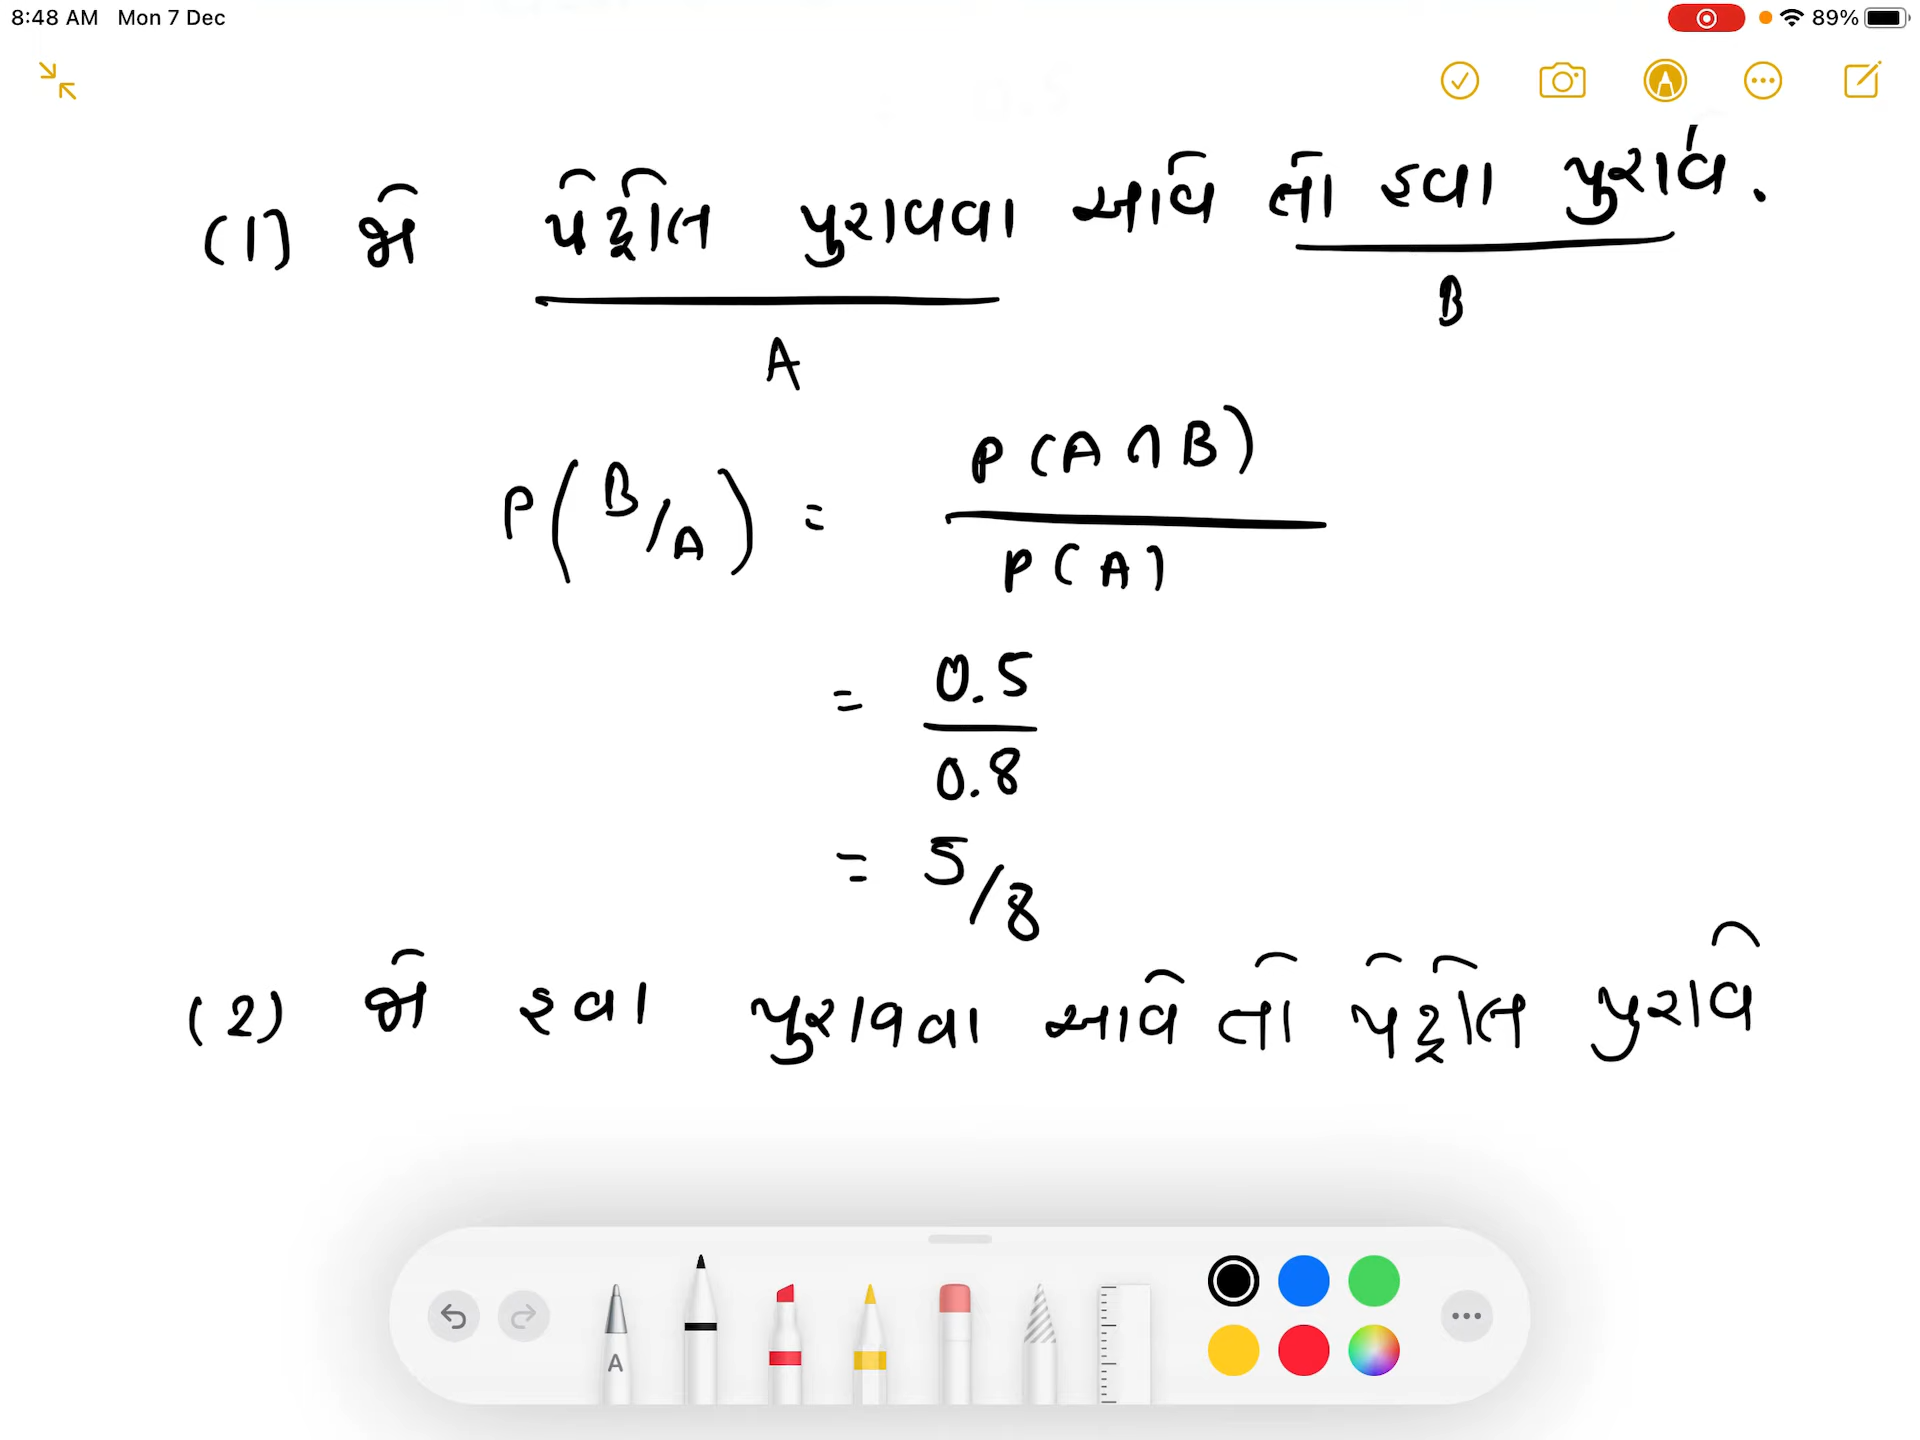 8:48 AM Mon 7 Dec 89%
(1) જે પેટ્રોલ પુરાવવા આવે તો હવા પુરાવે.
A B
P(B/A) = P(A∩B)
P(A)
= 0.5
0.8
= 5/8
(2) જે હવા પુરાવવા આવે તો પેટ્રોલ પુરાવે
A